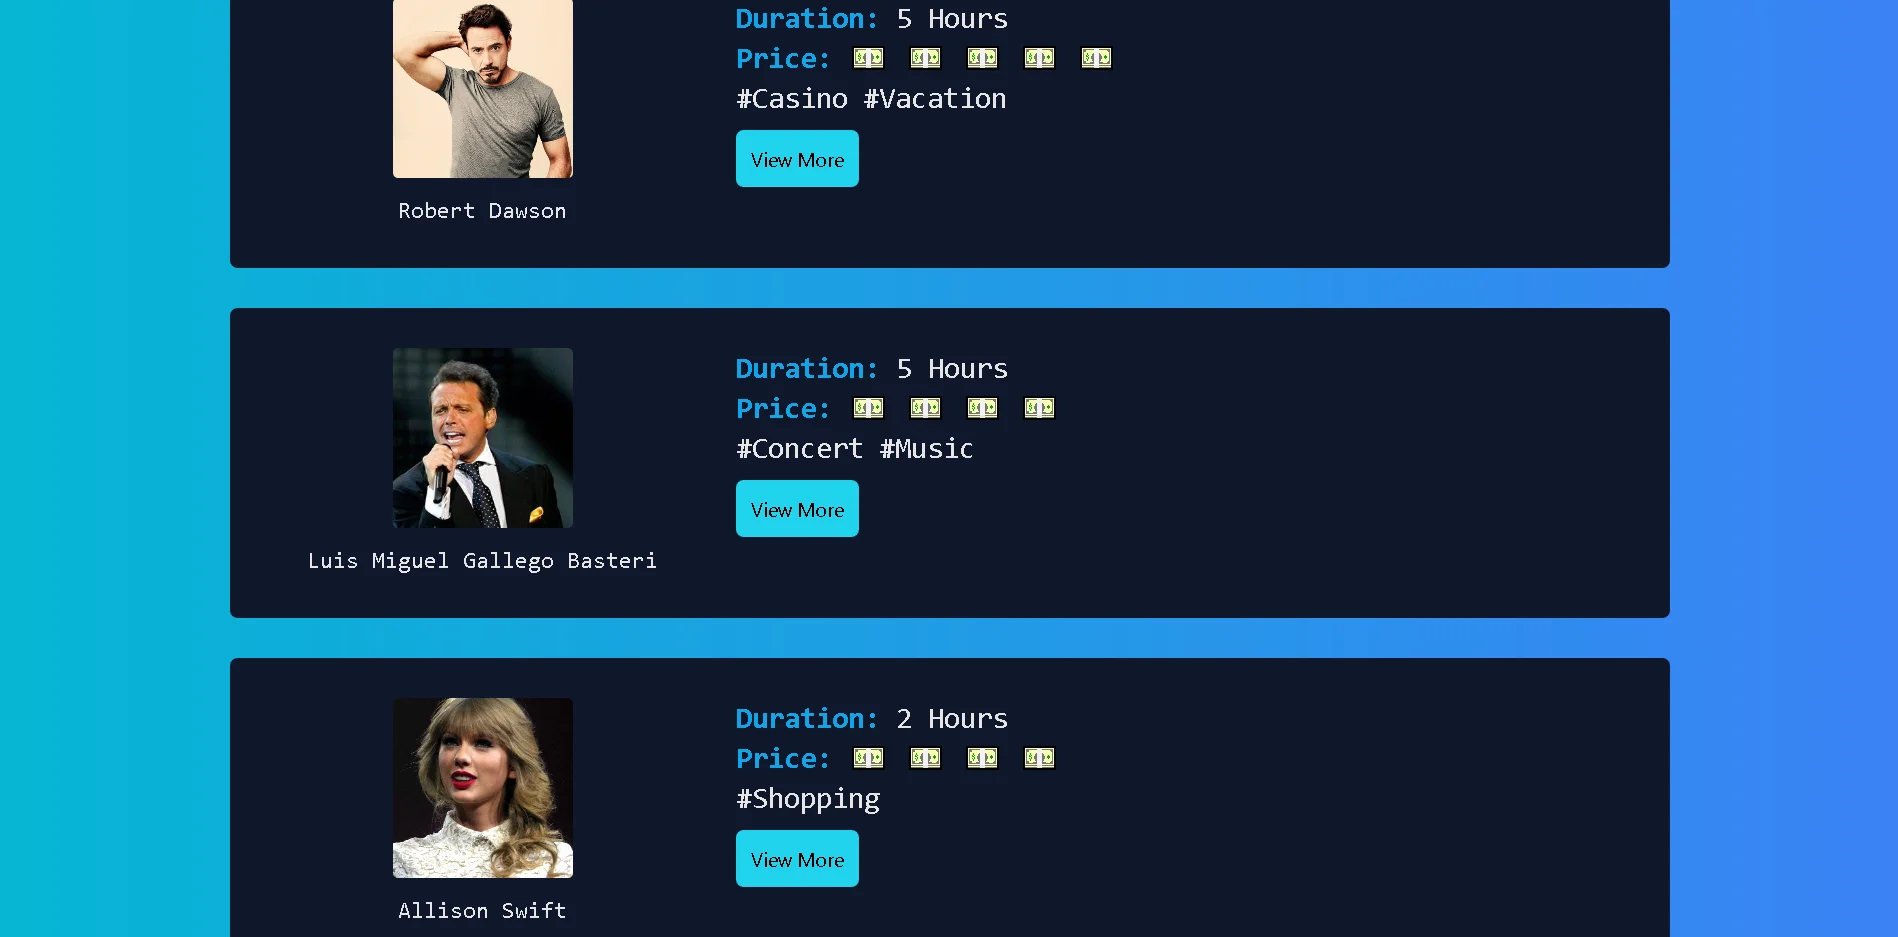 Duration: 5 Hours
Price: 💵 💵 💵 💵 💵
#Casino #Vacation
View More
Robert Dawson
Duration: 5 Hours
Price: 💵 💵 💵 💵
#Concert #Music
View More
Luis Miguel Gallego Basteri
Duration: 2 Hours
Price: 💵 💵 💵 💵
#Shopping
View More
Allison Swift